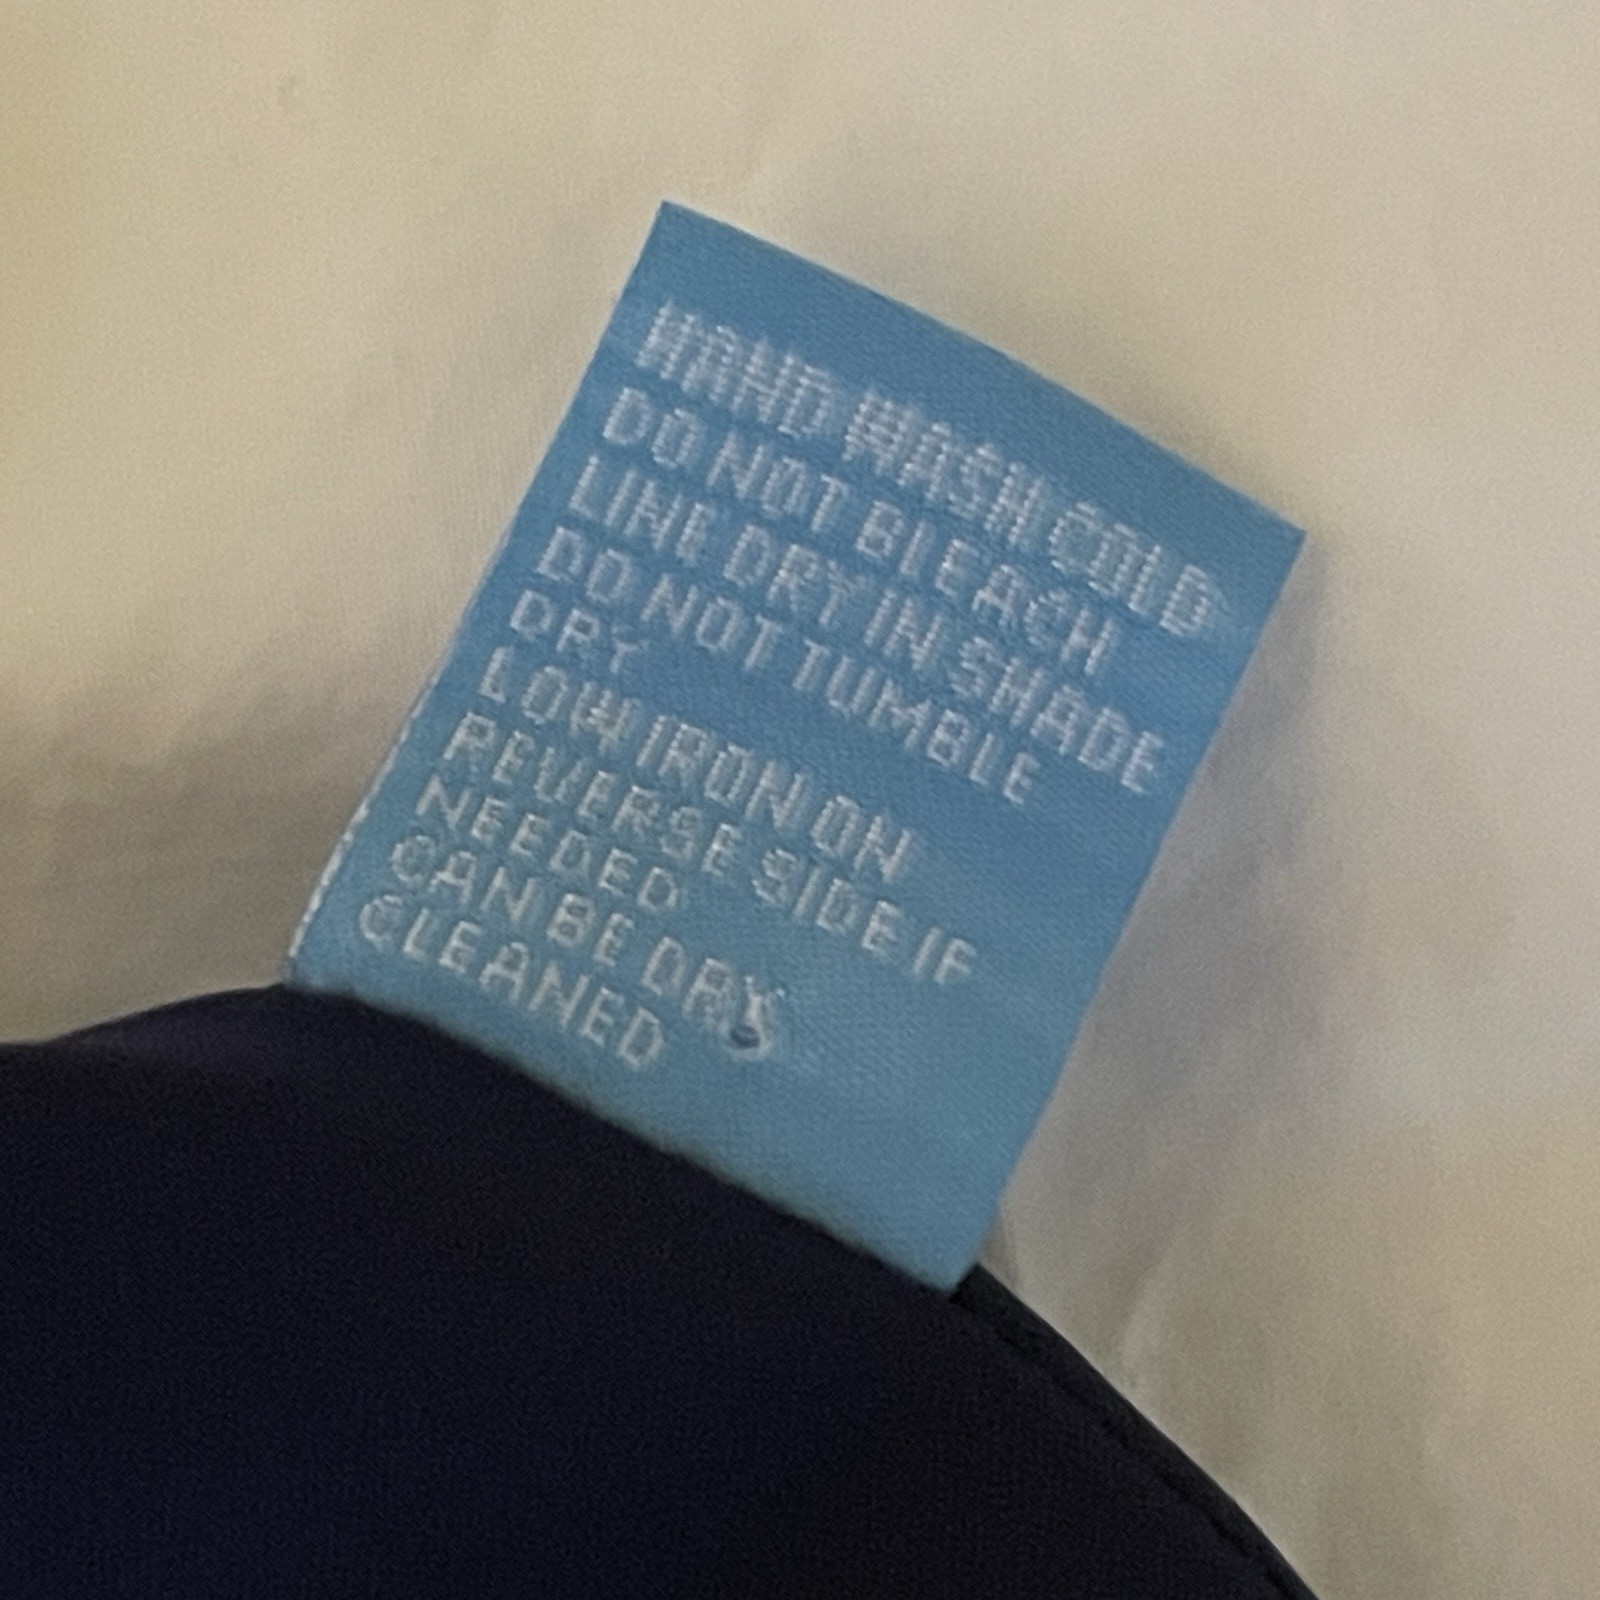 HAND WASH COLD
DO NOT BLEACH
LINE DRY IN SHADE
DO NOT TUMBLE
DRY
LOW IRON ON
REVERSE SIDE IF
NEEDED
CAN BE DRY
CLEANED